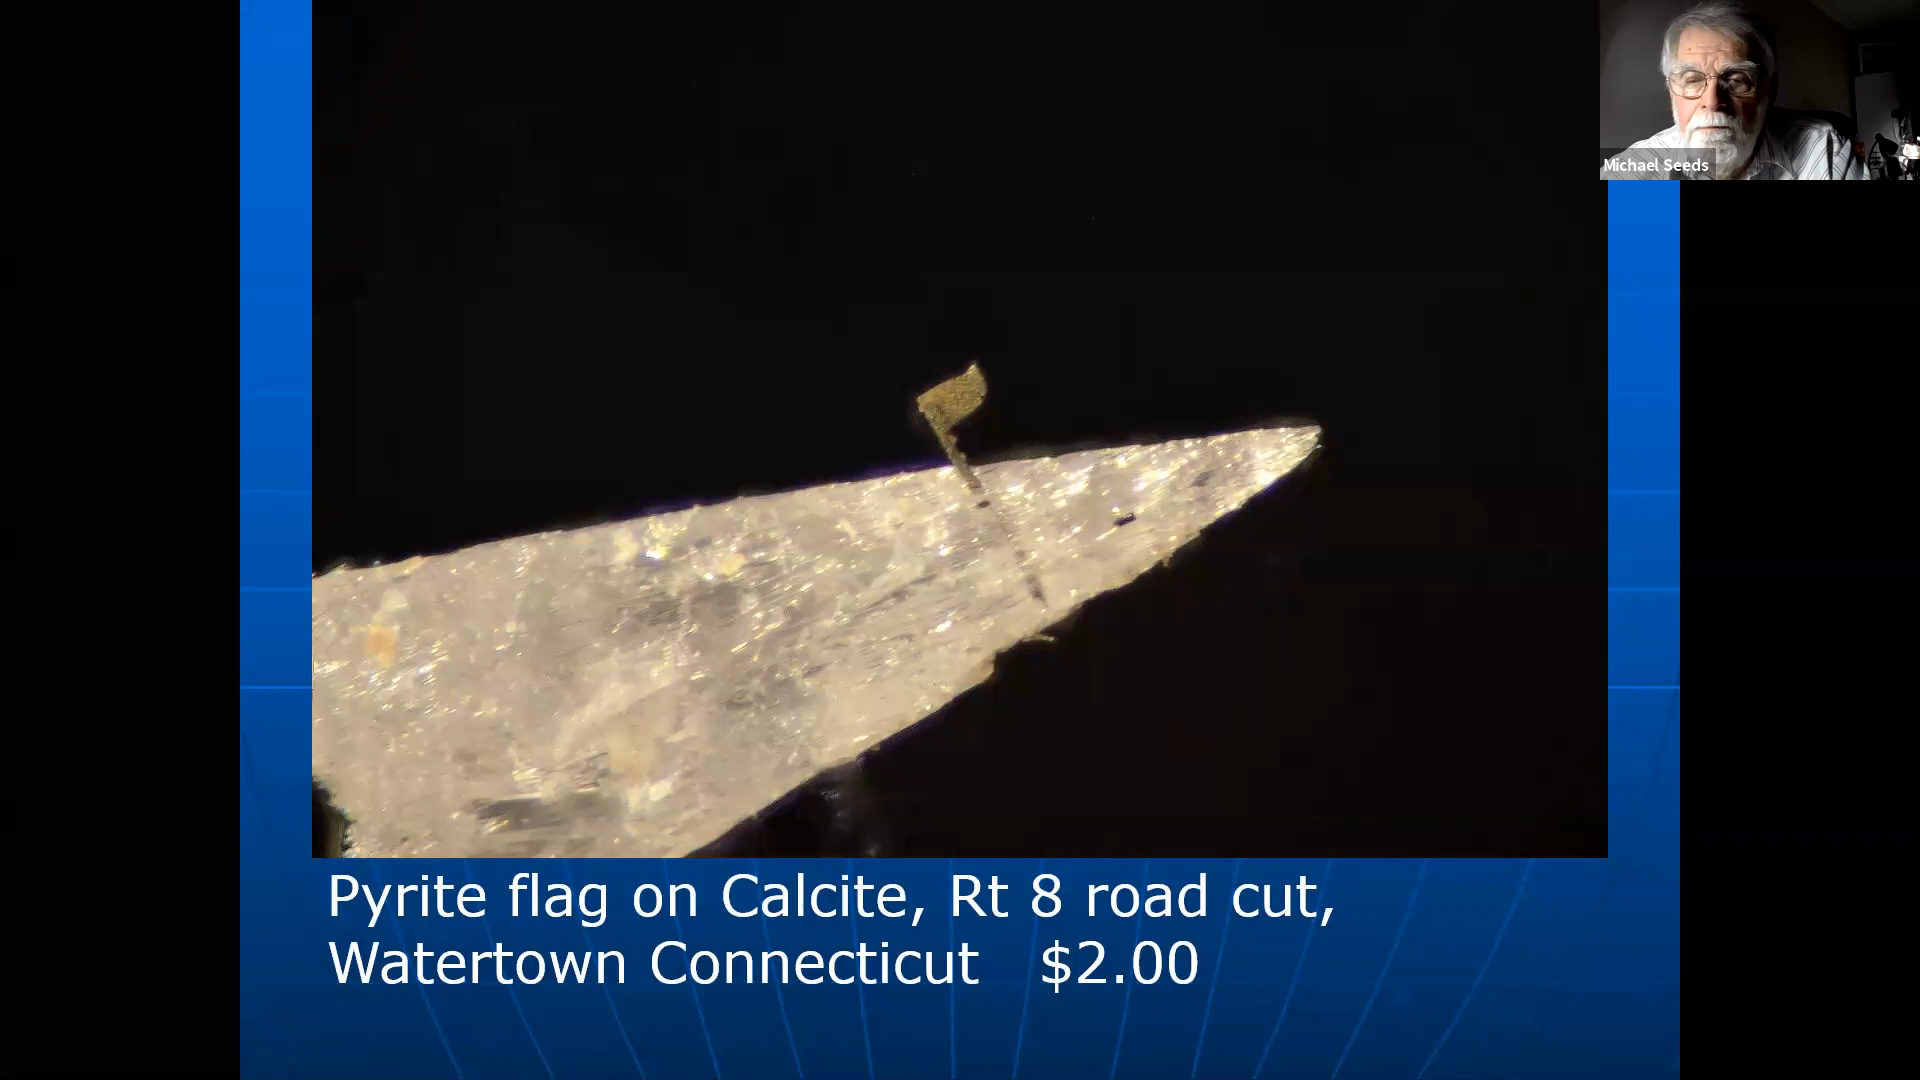 Michael Seeds
Pyrite flag on Calcite, Rt 8 road cut,
Watertown Connecticut $2.00